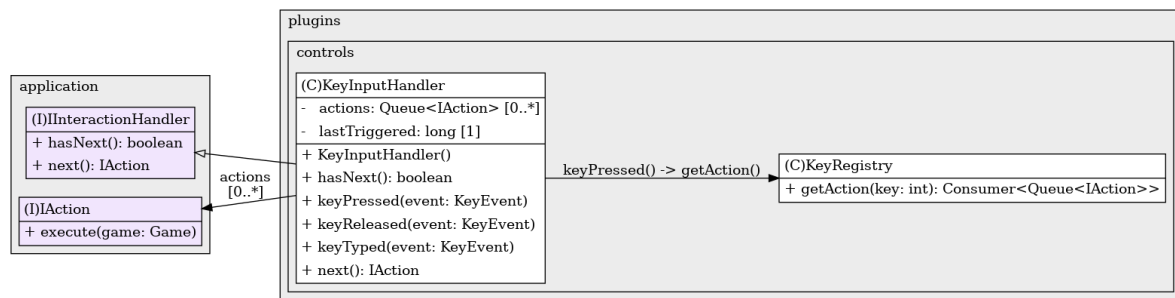 plugins
controls
application
(I)IInteractionHandler
+ hasNext(): boolean
+ next(): IAction
(I)IAction
+ execute(game: Game)
actions
[0..*]
(C)KeyInputHandler
- actions: Queue<IAction> [0..*]
- lastTriggered: long [1]
+ KeyInputHandler()
+ hasNext(): boolean
+ keyPressed(event: KeyEvent)
+ keyReleased(event: KeyEvent)
+ keyTyped(event: KeyEvent)
+ next(): IAction
keyPressed() -> getAction()
(C)KeyRegistry
+ getAction(key: int): Consumer<Queue<IAction>>